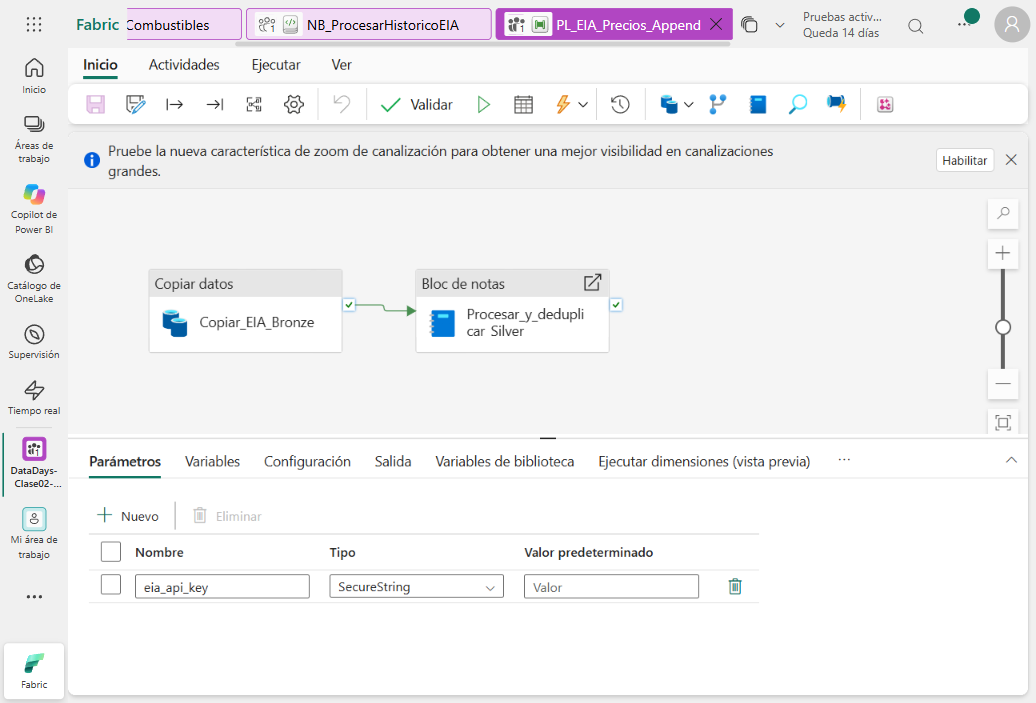 Fabric
Combustibles
NB_ProcesarHistoricoEIA
PL_EIA_Precios_Append
Pruebas activ...
Queda 14 días
Inicio
Actividades
Ejecutar
Ver
Validar
Pruebe la nueva característica de zoom de canalización para obtener una mejor visibilidad en canalizaciones
grandes.
Habilitar
Inicio
Áreas de
trabajo
Copilot de
Power BI
Catálogo de
OneLake
Supervisión
Tiempo real
DataDays-
Clase02-...
Mi área de
trabajo
Fabric
Copiar datos
Copiar_EIA_Bronze
Bloc de notas
Procesar_y_dedupli
car Silver
Parámetros
Variables
Configuración
Salida
Variables de biblioteca
Ejecutar dimensiones (vista previa)
...
Nuevo
Eliminar
Nombre
Tipo
Valor predeterminado
eia_api_key
SecureString
Valor